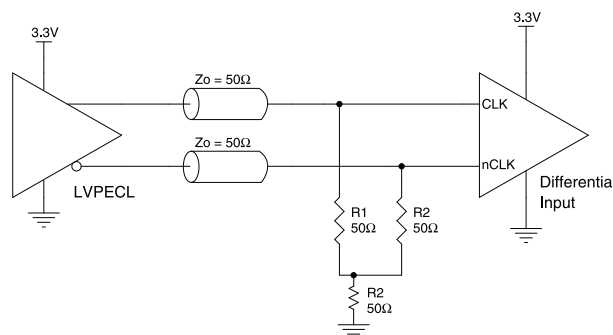 3.3V
3.3V
Zo = 50Ω
CLK
Zo = 50Ω
nCLK
LVPECL
Differentia
Input
R1
50Ω
R2
50Ω
R2
50Ω